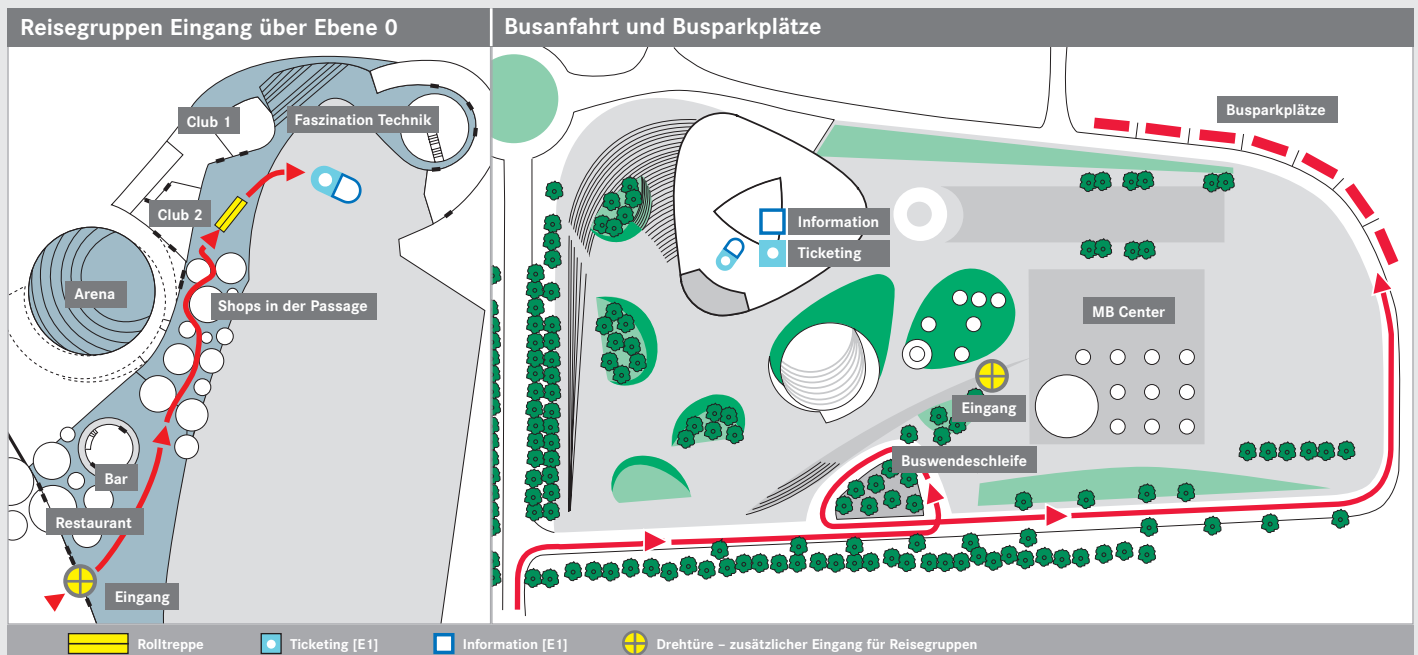 Reisegruppen Eingang über Ebene 0
Club 1
Faszination Technik
Club 2
Arena
Shops in der Passage
Bar
Restaurant
Eingang
Busanfahrt und Busparkplätze
Busparkplätze
Information
Ticketing
MB Center
Eingang
Buswendeschleife
Rolltreppe
Ticketing [E1]
Information [E1]
Drehtüre – zusätzlicher Eingang für Reisegruppen